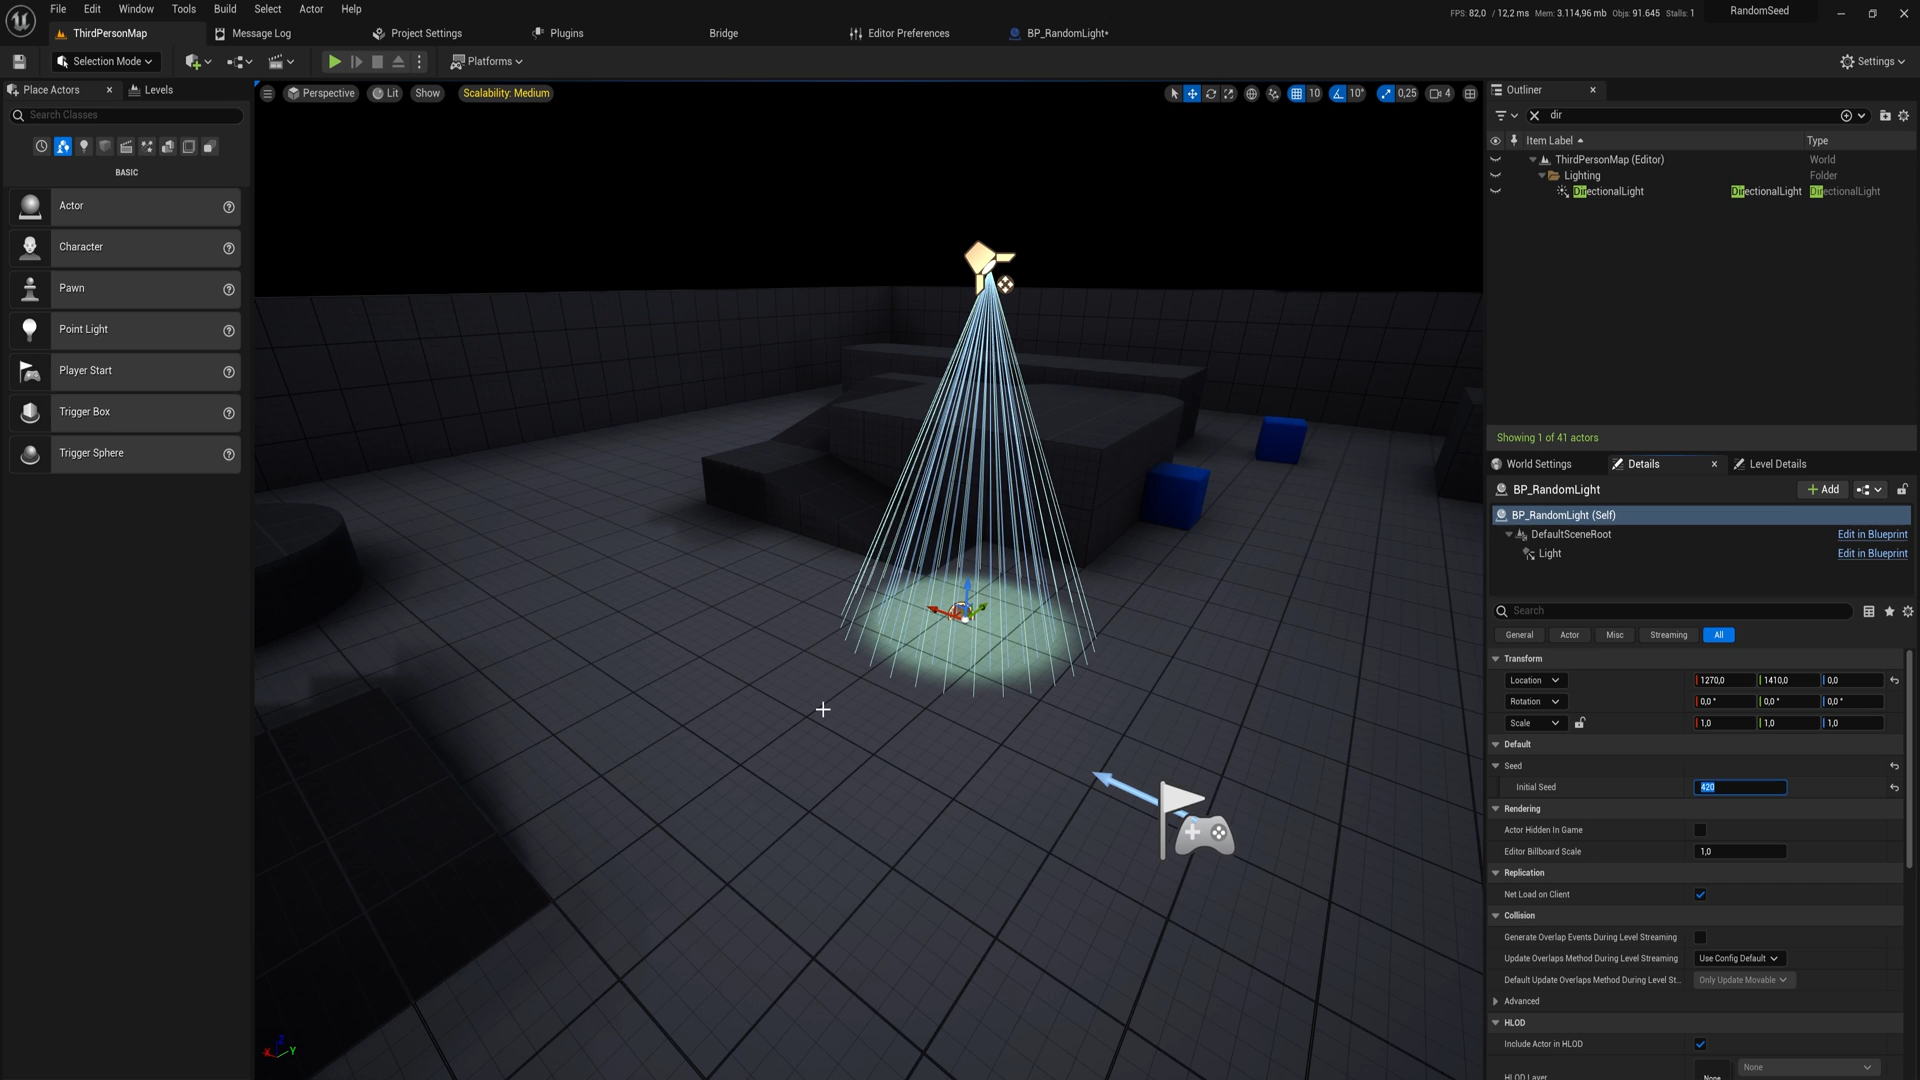 File Edit Window Tools Build Select Actor Help
FPS: 82,0 / 12,2 ms Mem: 3.114,96 mb Objs: 91.645 Stalls: 1 RandomSeed
ThirdPersonMap Message Log Project Settings Plugins Bridge Editor Preferences BP_RandomLight*
Selection Mode Platforms Settings
Place Actors Levels
Search Classes
BASIC
Actor
Character
Pawn
Point Light
Player Start
Trigger Box
Trigger Sphere
Perspective Lit Show Scalability: Medium 10 10° 0,25 4
X Z Y
Outliner
dir
Item Label Type
ThirdPersonMap (Editor) World
Lighting Folder
DirectionalLight DirectionalLight DirectionalLight
Showing 1 of 41 actors
World Settings Details Level Details
BP_RandomLight + Add
BP_RandomLight (Self)
DefaultSceneRoot Edit in Blueprint
Light Edit in Blueprint
Search
General Actor Misc Streaming All
Transform
Location 1270,0 1410,0 0,0
Rotation 0,0 ° 0,0 ° 0,0 °
Scale 1,0 1,0 1,0
Default
Seed
Initial Seed 420
Rendering
Actor Hidden In Game
Editor Billboard Scale 1,0
Replication
Net Load on Client
Collision
Generate Overlap Events During Level Streaming
Update Overlaps Method During Level Streaming Use Config Default
Default Update Overlaps Method During Level St... Only Update Movable
Advanced
HLOD
Include Actor in HLOD
HLOD Layer None None